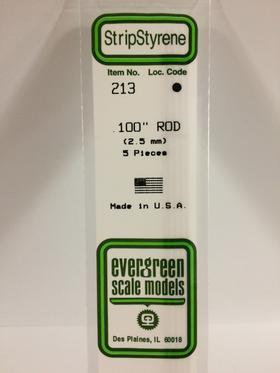 StripStyrene
Item No. Loc. Code
213
.100" ROD
(2.5 mm)
5 Pieces
Made in U.S.A.
evergreen
scale models
Des Plaines, IL 60018